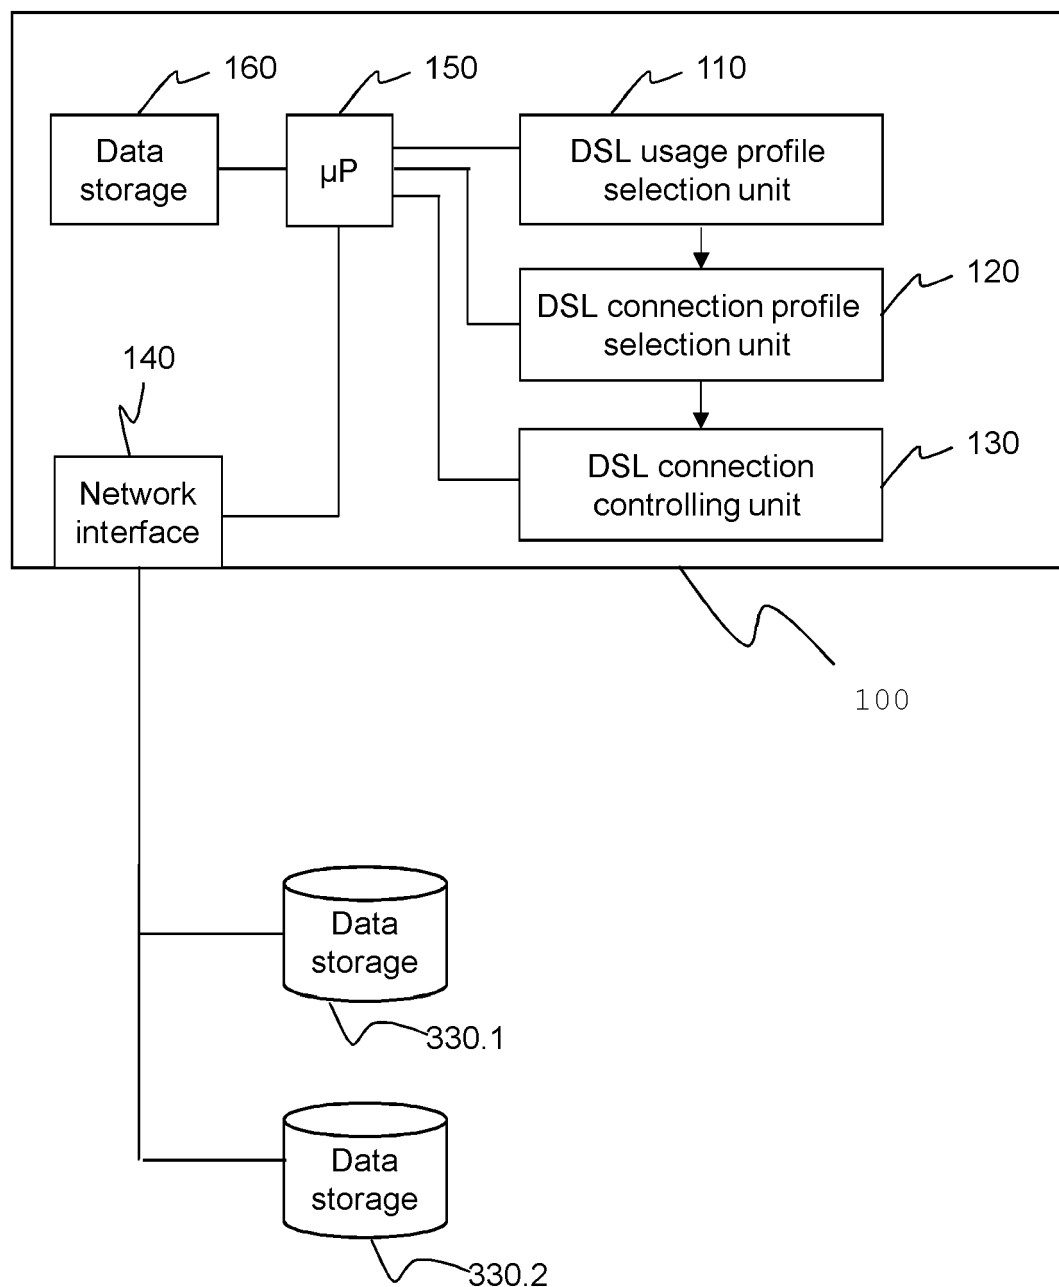 160
150
110
Data
storage
µP
DSL usage profile
selection unit
120
DSL connection profile
selection unit
140
130
Network
interface
DSL connection
controlling unit
100
Data
storage
330.1
Data
storage
330.2